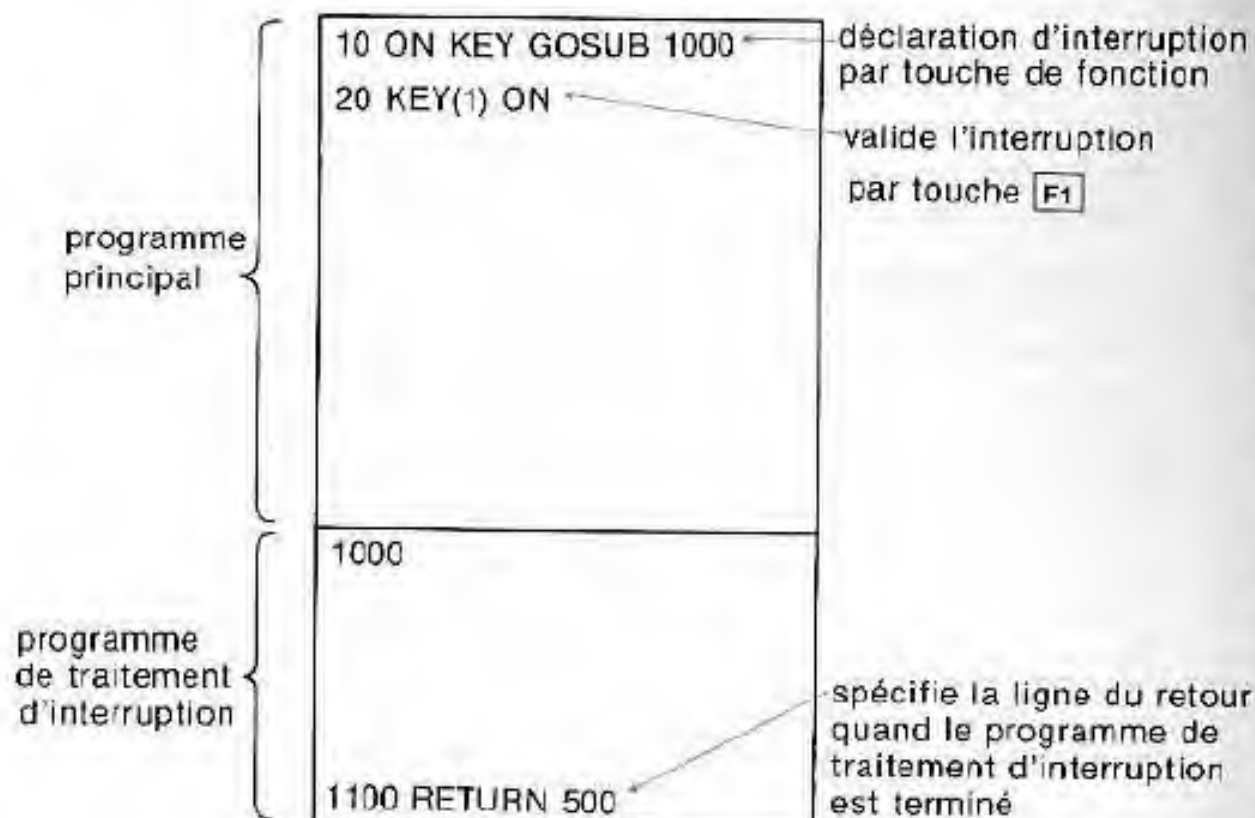 10 ON KEY GOSUB 1000
déclaration d'interruption
par touche de fonction
20 KEY(1) ON
valide l'interruption
par touche F1
programme
principal
1000
programme
de traitement
d'interruption
spécifie la ligne du retour
quand le programme de
traitement d'interruption
est terminé
1100 RETURN 500